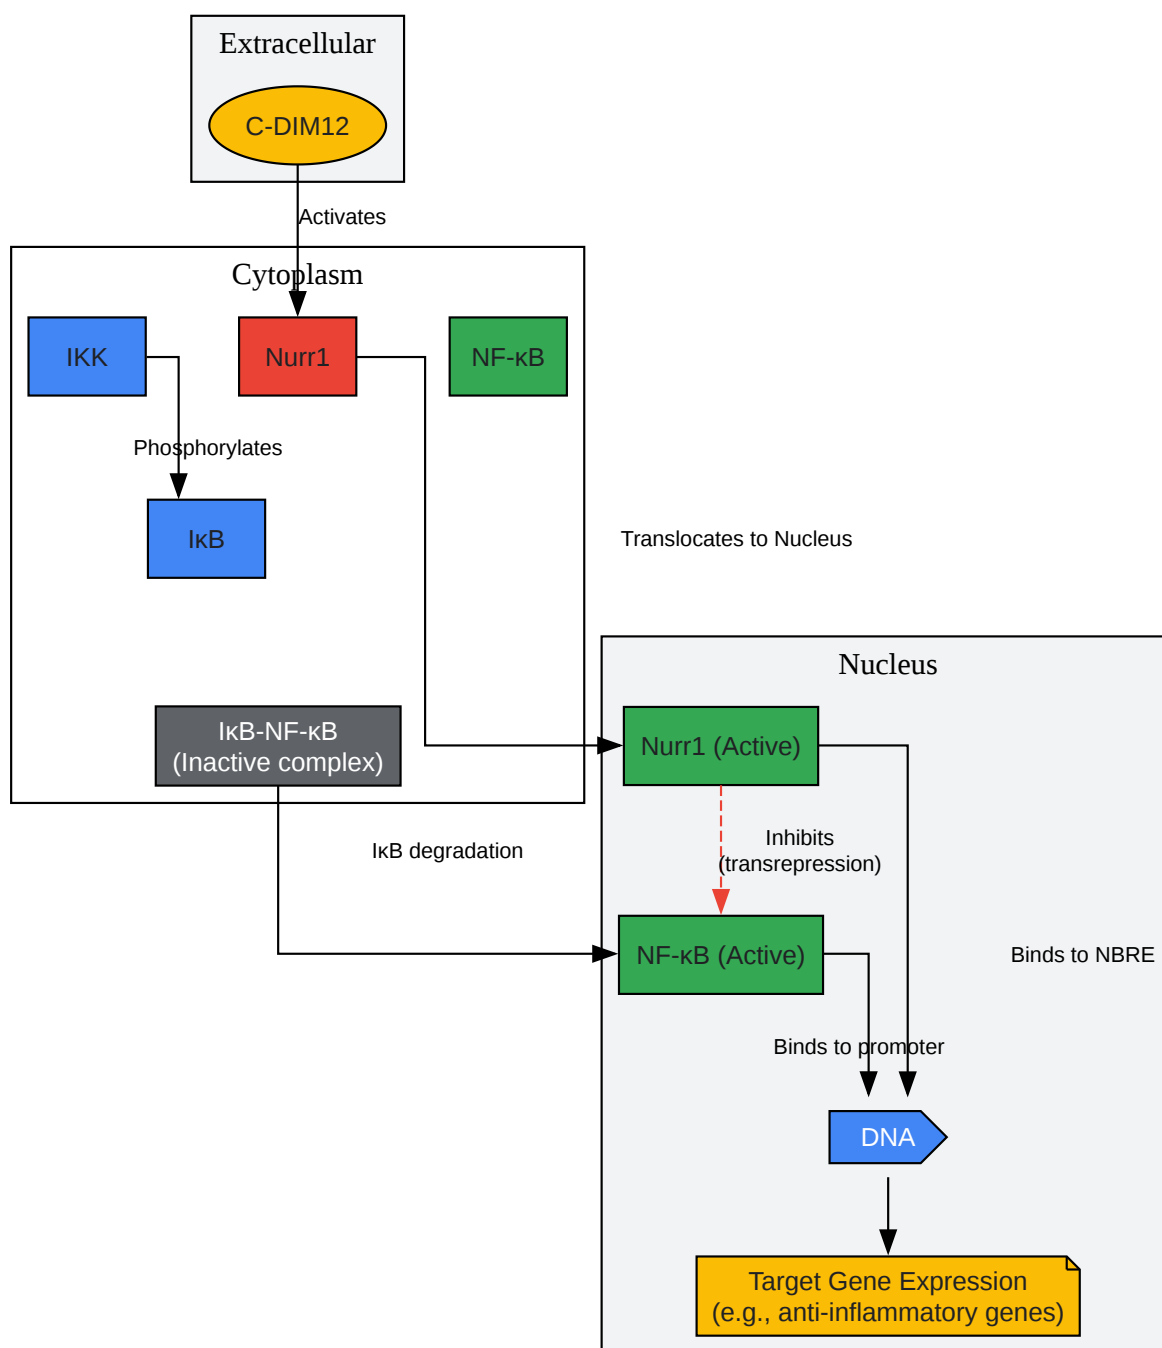 Extracellular
C-DIM12
Activates
Cytoplasm
IKK
Nurr1
NF-κB
Phosphorylates
IκB
Translocates to Nucleus
Nucleus
IκB-NF-κB
(Inactive complex)
Nurr1 (Active)
Inhibits
(transrepression)
IκB degradation
NF-κB (Active)
Binds to NBRE
Binds to promoter
DNA
Target Gene Expression
(e.g., anti-inflammatory genes)